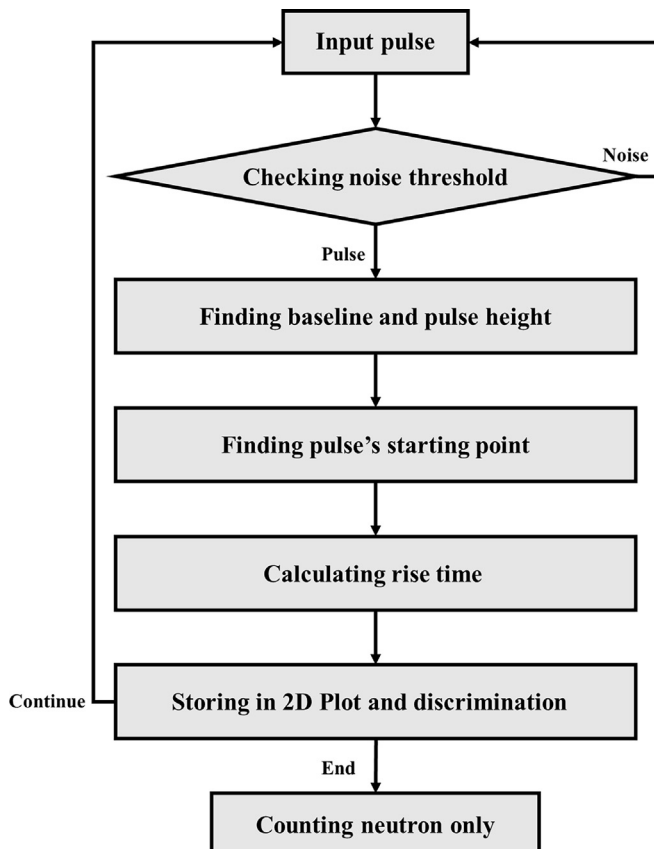 Input pulse
Noise
Checking noise threshold
Pulse
Finding baseline and pulse height
Finding pulse’s starting point
Calculating rise time
Continue
Storing in 2D Plot and discrimination
End
Counting neutron only